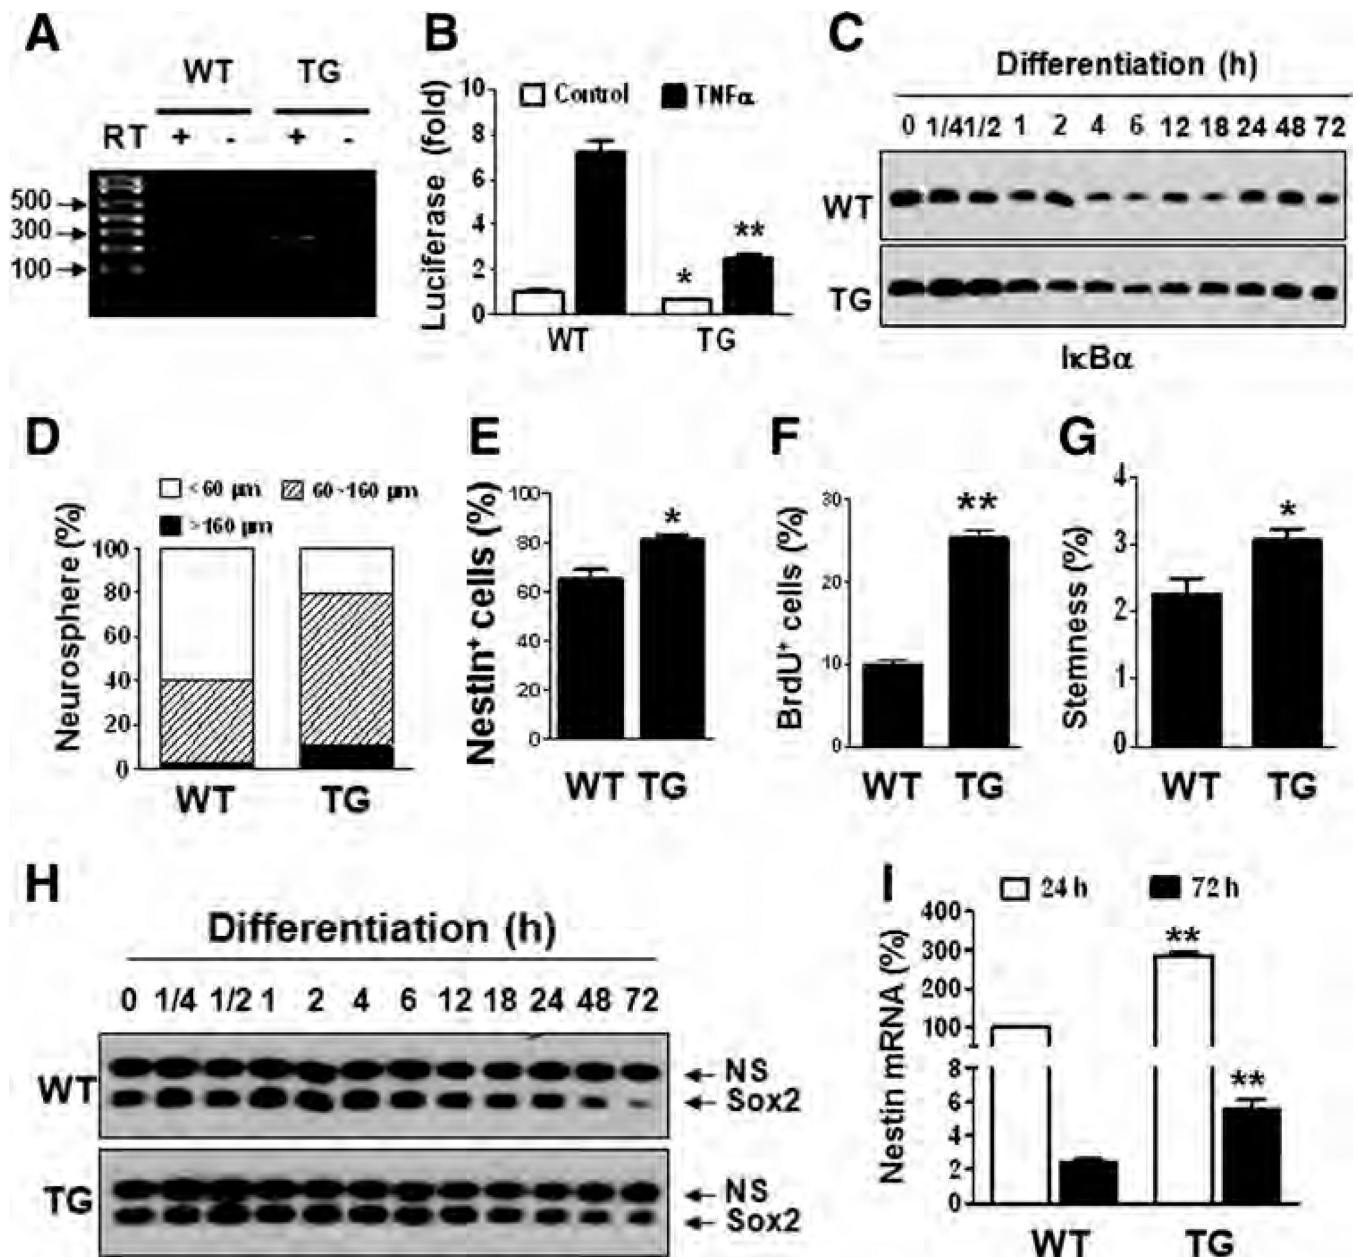 A
WT TG
RT + - + -
500
300
100
B
Luciferase (fold)
10
8
6
4
2
0
Control TNFα
*
**
WT TG
C
Differentiation (h)
0 1/4 1/2 1 2 4 6 12 18 24 48 72
WT
TG
IκBα
D
<60 μm 60~160 μm
>160 μm
Neurosphere (%)
100
80
60
40
20
0
WT TG
E
Nestin⁺ cells (%)
100
80
60
40
20
0
*
WT TG
F
BrdU⁺ cells (%)
30
20
10
0
**
WT TG
G
Stemness (%)
4
3
2
1
0
*
WT TG
H
Differentiation (h)
0 1/4 1/2 1 2 4 6 12 18 24 48 72
WT
NS
Sox2
TG
NS
Sox2
I
24 h 72 h
Nestin mRNA (%)
400
300
200
100
8
6
4
2
0
**
**
WT TG